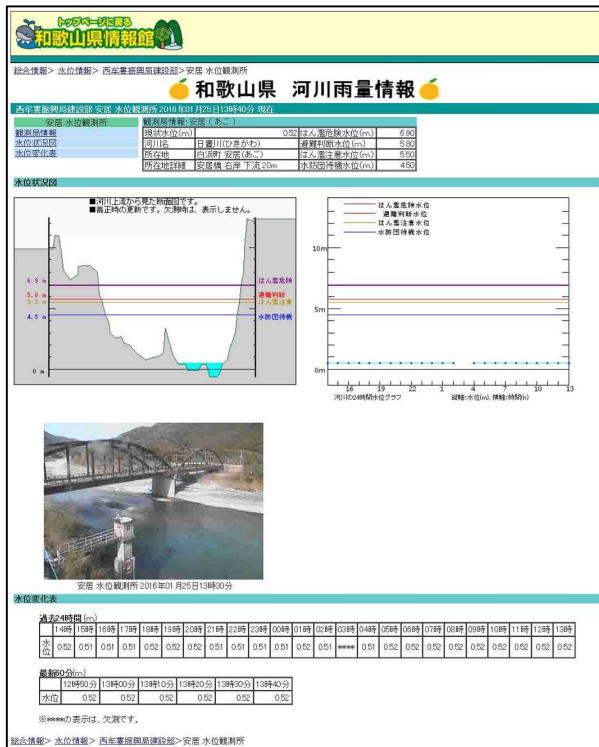 トップページに戻る
和歌山県情報館
総合情報> 水位情報> 西牟婁振興局建設部>安居 水位観測所
和歌山県 河川雨量情報
西牟婁振興局建設部 安居 水位観測所 2016年01月25日13時40分 現在
安居 水位観測所
観測局情報
水位状況図
水位変化表
観測局情報:安居(あご)
現状水位(m) 0.52 はん濫危険水位(m) 6.90
河川名 日置川(ひきがわ) 避難判断水位(m) 5.80
所在地 白浜町 安居(あご) はん濫注意水位(m) 5.50
所在地詳細 安居橋 右岸 下流 20m 水防団待機水位(m) 4.50
水位状況図
■河川上流から見た断面図です。
■毎正時の更新です。欠測時は、表示しません。
6.9 m はん濫危険
5.8 m 避難判断
5.5 m はん濫注意
4.5 m 水防団待機
0 m
はん濫危険水位
避難判断水位
はん濫注意水位
水防団待機水位
10m
5m
0m
16 19 22 1 4 7 10 13
河川の24時間水位グラフ 縦軸:水位(m), 横軸:時間(h)
安居 水位観測所 2016年01月25日13時30分
水位変化表
過去24時間(m)
14時 15時 16時 17時 18時 19時 20時 21時 22時 23時 00時 01時 02時 03時 04時 05時 06時 07時 08時 09時 10時 11時 12時 13時
水位 0.52 0.51 0.51 0.51 0.52 0.52 0.52 0.51 0.51 0.51 0.51 0.52 0.51 **** 0.51 0.52 0.52 0.52 0.52 0.52 0.52 0.52 0.52 0.52
最新60分(m)
12時50分 13時00分 13時10分 13時20分 13時30分 13時40分
水位 0.52 0.52 0.52 0.52 0.52 0.52
※****の表示は、欠測です。
総合情報> 水位情報> 西牟婁振興局建設部>安居 水位観測所